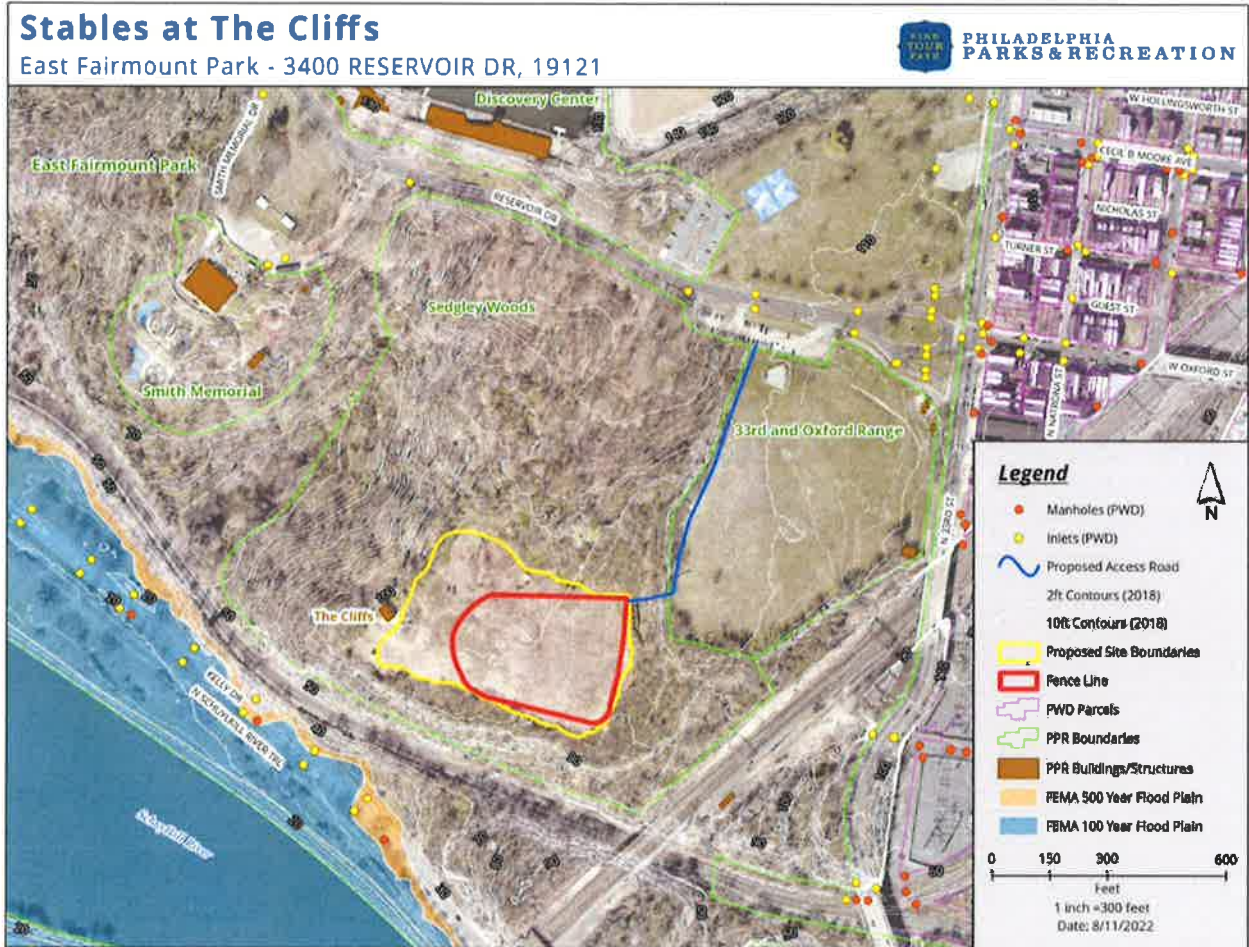 Stables at The Cliffs
East Fairmount Park - 3400 RESERVOIR DR, 19121
FIND
YOUR
PATH
PHILADELPHIA
PARKS & RECREATION
Discovery Center
W HOLLINGSWORTH ST
CECIL B MOORE AVE
East Fairmount Park
SMITH MEMORIAL DR
RESERVOIR DR
NICHOLAS ST
TURNER ST
Sedgley Woods
GUEST ST
W OXFORD ST
Smith Memorial
N NATRONA ST
33rd and Oxford Range
N 33RD ST
The Cliffs
KELLY DR
N SCHUYLKILL RIVER TRL
Schuylkill River
Legend
N
Manholes (PWD)
Inlets (PWD)
Proposed Access Road
2ft Contours (2018)
10ft Contours (2018)
Proposed Site Boundaries
Fence Line
PWD Parcels
PPR Boundaries
PPR Buildings/Structures
FEMA 500 Year Flood Plain
FEMA 100 Year Flood Plain
0 150 300 600
Feet
1 inch =300 feet
Date: 8/11/2022